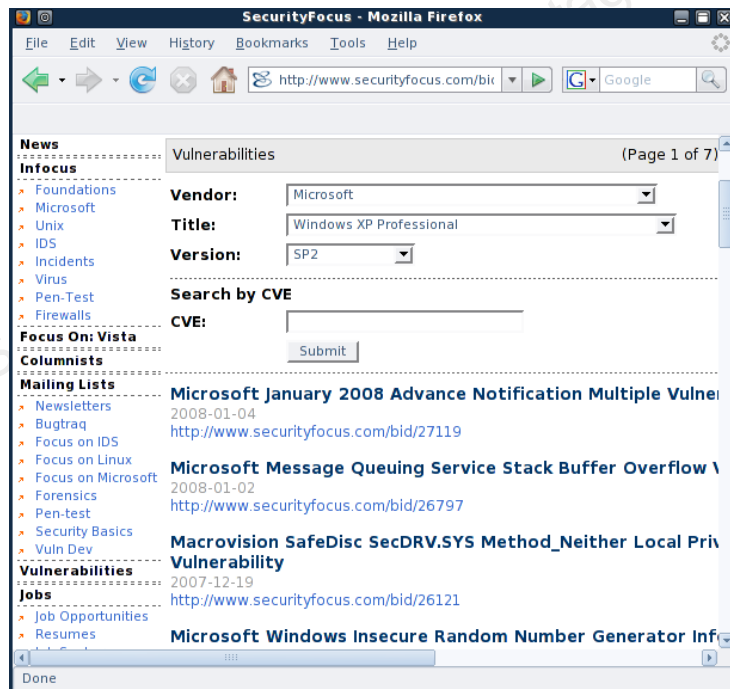 SecurityFocus - Mozilla Firefox
File Edit View History Bookmarks Tools Help
http://www.securityfocus.com/bic
G Google
News
Infocus
Foundations
Microsoft
Unix
IDS
Incidents
Virus
Pen-Test
Firewalls
Focus On: Vista
Columnists
Mailing Lists
Newsletters
Bugtraq
Focus on IDS
Focus on Linux
Focus on Microsoft
Forensics
Pen-test
Security Basics
Vuln Dev
Vulnerabilities
Jobs
Job Opportunities
Resumes
Vulnerabilities (Page 1 of 7)
Vendor: Microsoft
Title: Windows XP Professional
Version: SP2
Search by CVE
CVE:
Submit
Microsoft January 2008 Advance Notification Multiple Vulner
2008-01-04
http://www.securityfocus.com/bid/27119
Microsoft Message Queuing Service Stack Buffer Overflow V
2008-01-02
http://www.securityfocus.com/bid/26797
Macrovision SafeDisc SecDRV.SYS Method_Neither Local Priv
Vulnerability
2007-12-19
http://www.securityfocus.com/bid/26121
Microsoft Windows Insecure Random Number Generator Info
Done